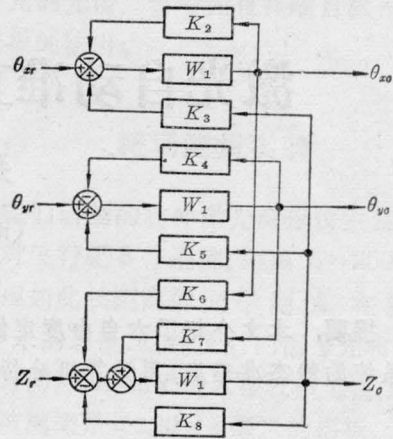 K₂
θₓᵣ W₁ θₓₒ
K₃
K₄
θyr W₁ θyo
K₅
K₆
K₇
Zᵣ W₁ Zₒ
K₈